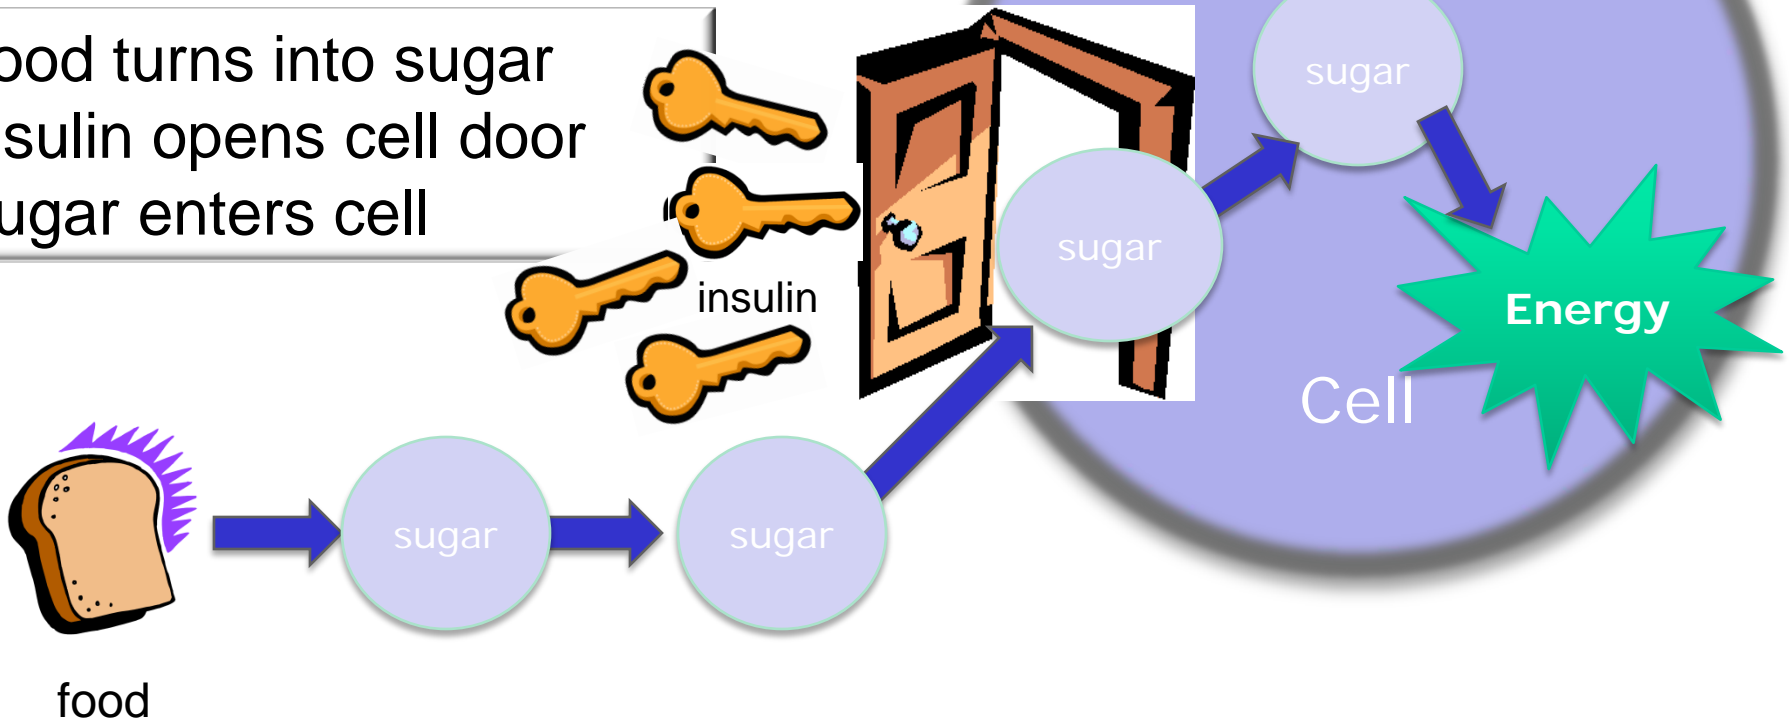 ood turns into sugar
sulin opens cell door
ugar enters cell
sugar
sugar
insulin
Energy
Cell
sugar
sugar
food